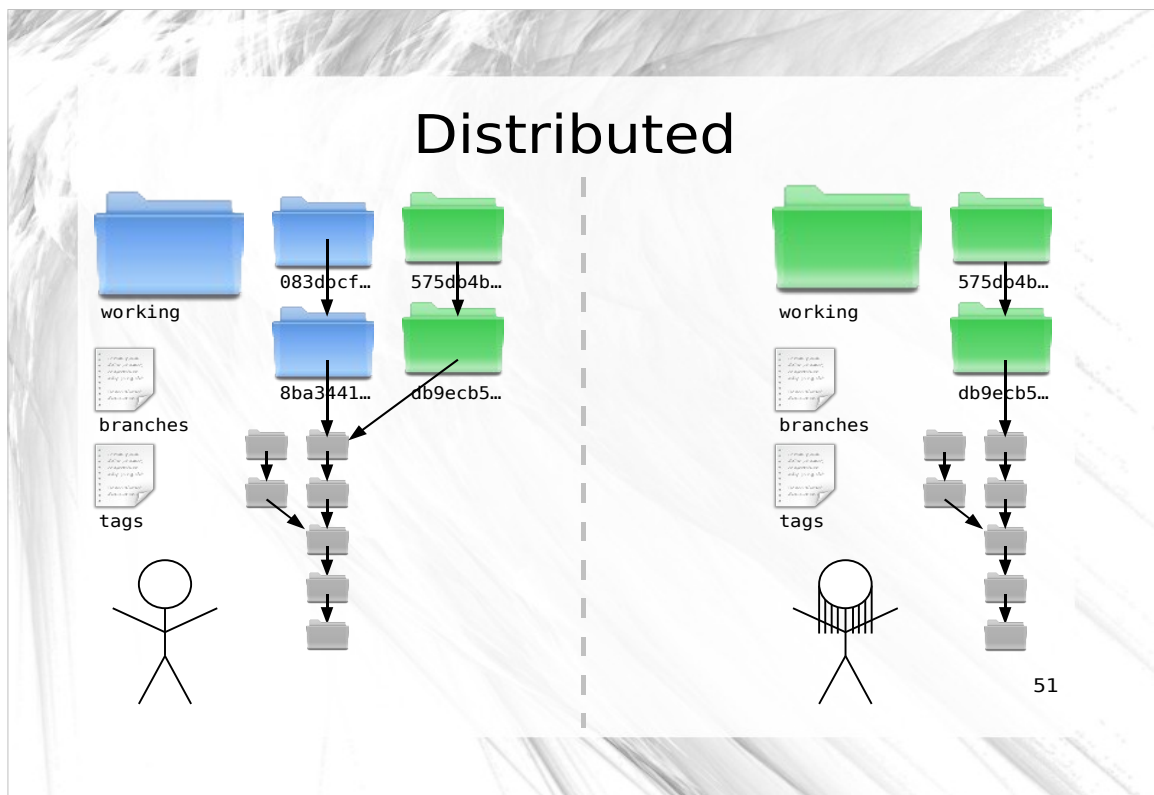 Distributed
083dbcf…
575db4b…
575db4b…
working
working
8ba3441…
db9ecb5…
db9ecb5…
branches
branches
tags
tags
51